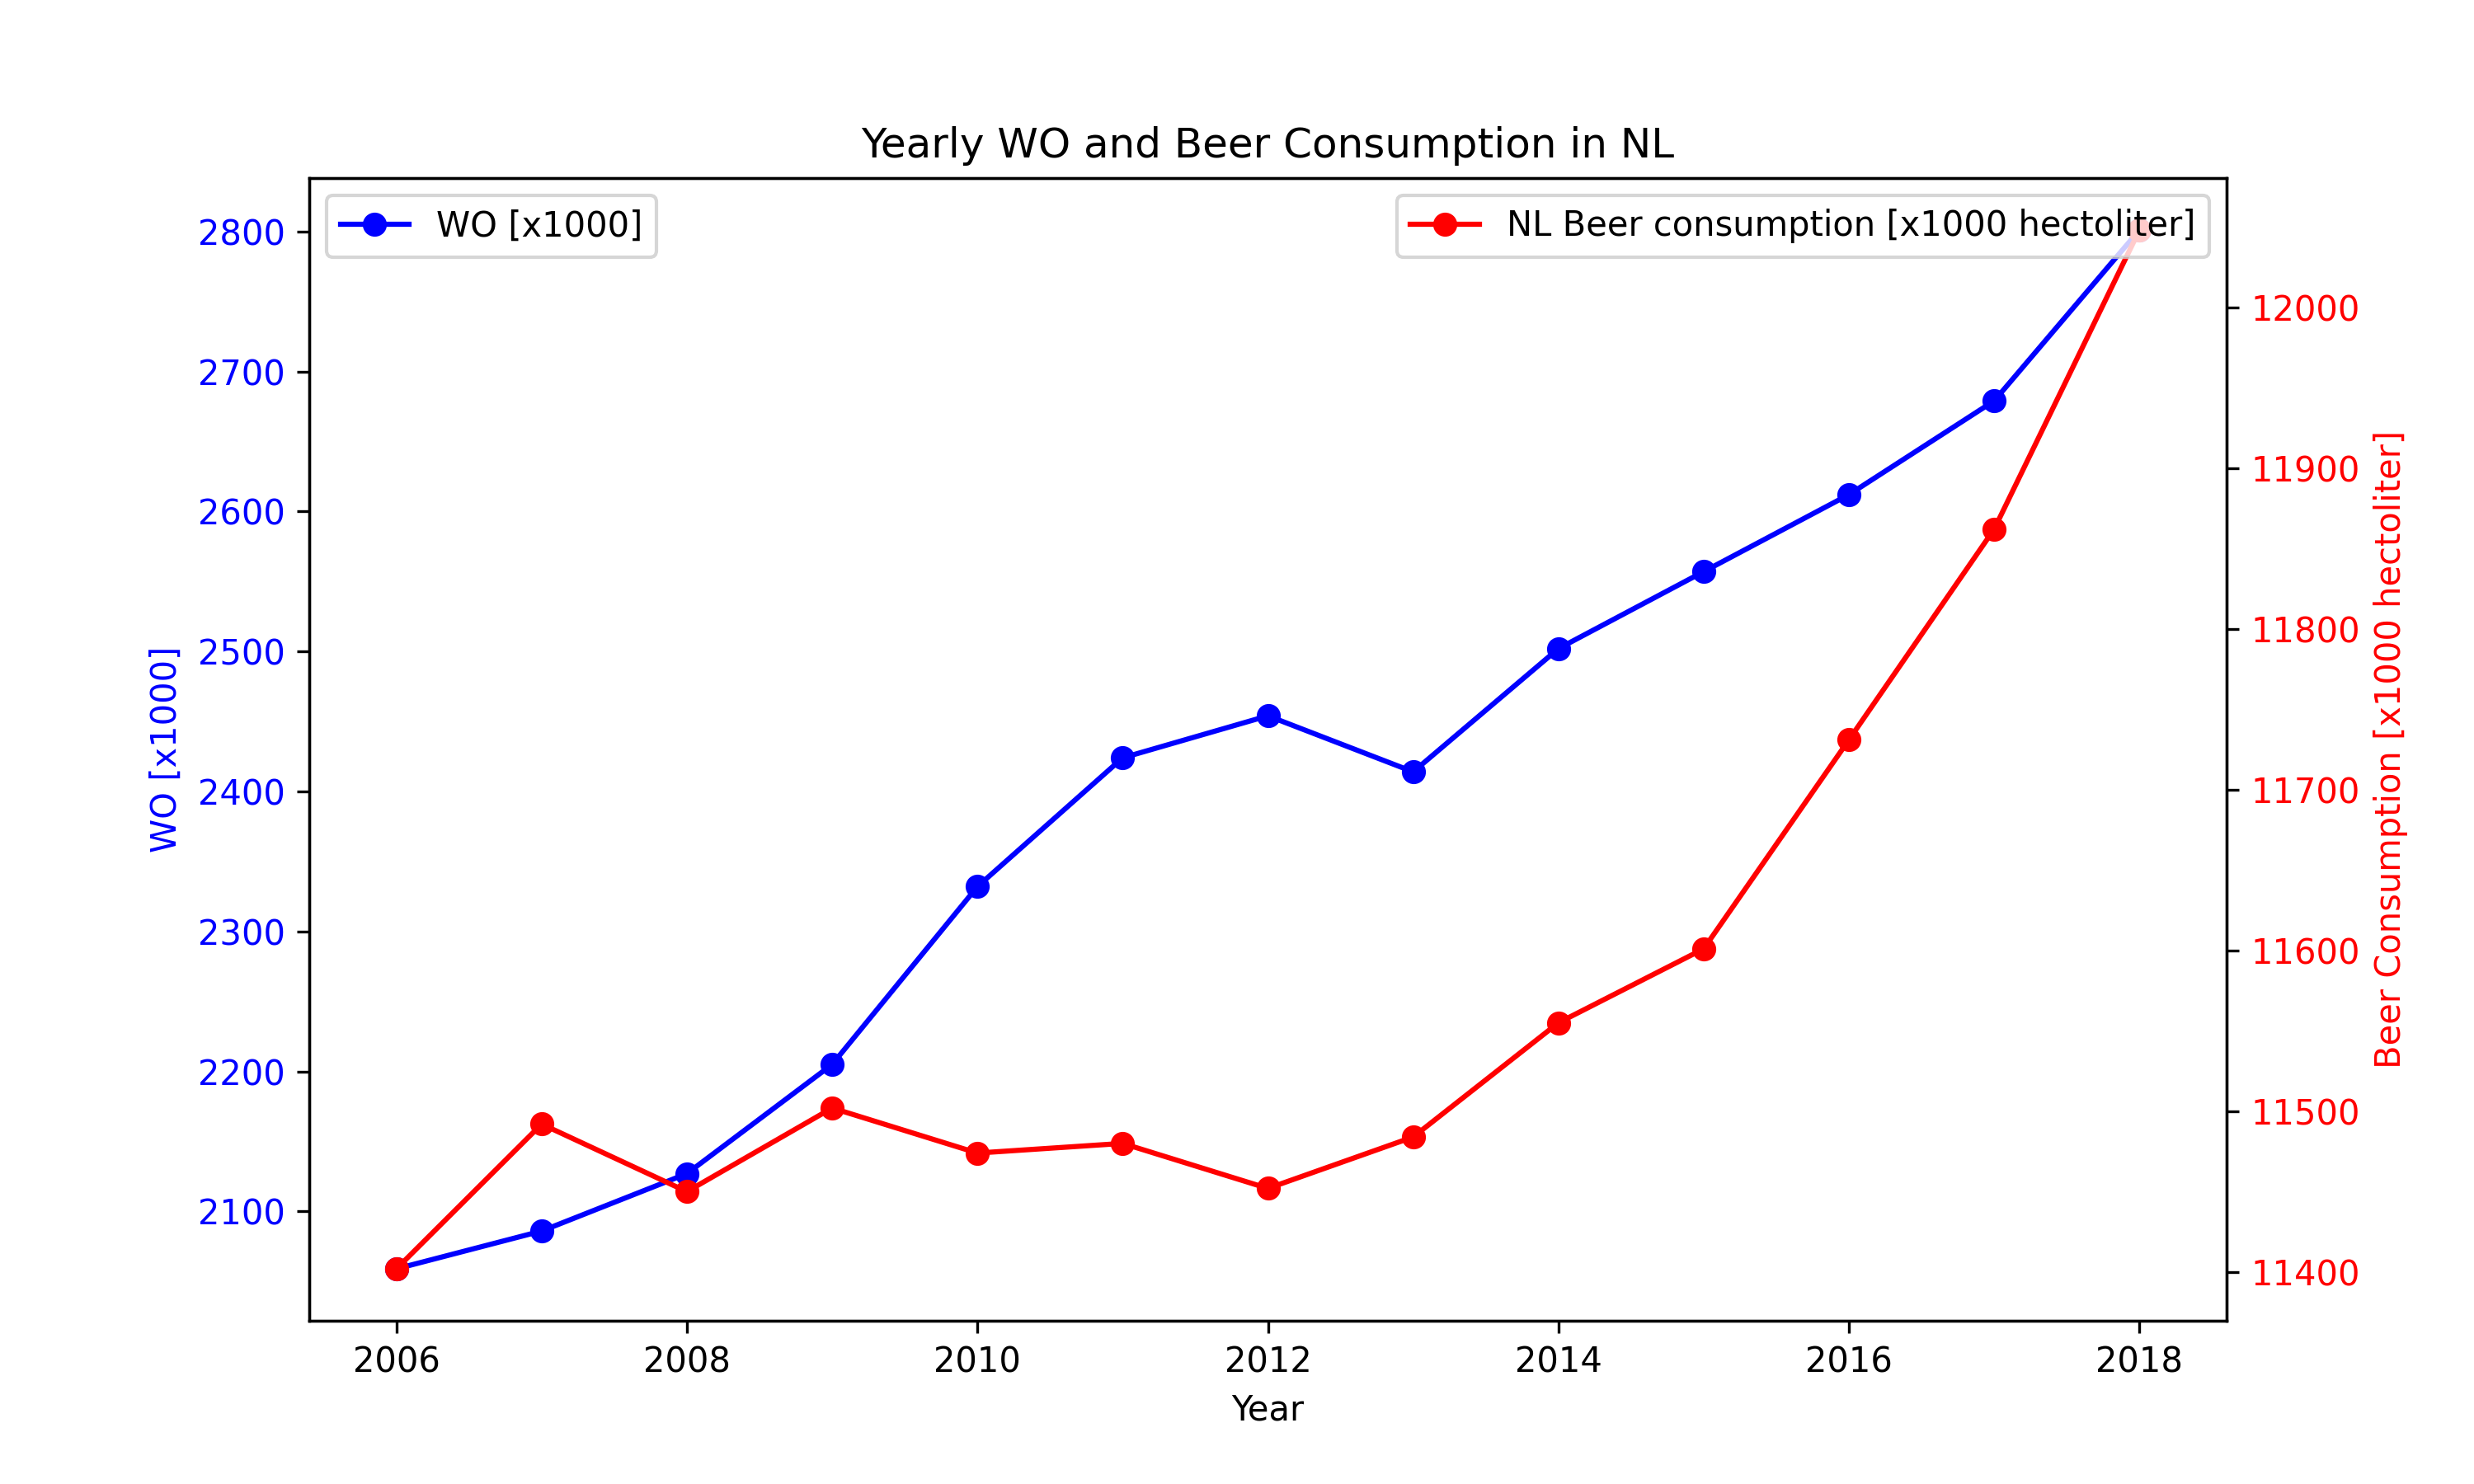 Yearly WO and Beer Consumption in NL
WO [x1000]
NL Beer consumption [x1000 hectoliter]
2800
2700
2600
2500
2400
2300
2200
2100
WO [x1000]
12000
11900
11800
11700
11600
11500
11400
Beer Consumption [x1000 hectoliter]
2006 2008 2010 2012 2014 2016 2018
Year